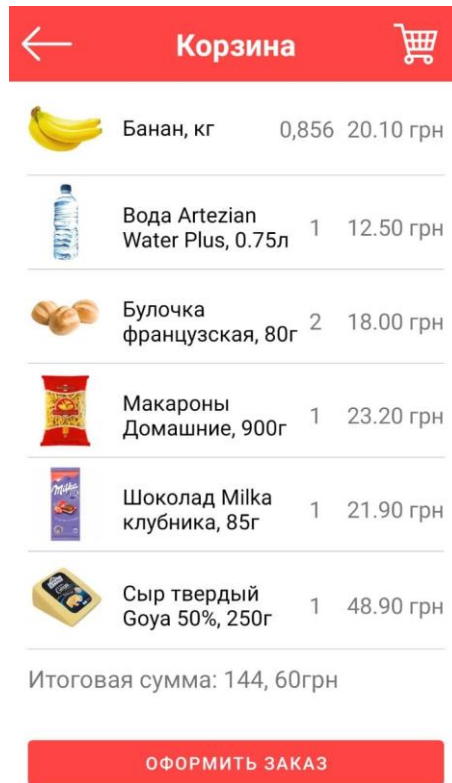 Корзина
Банан, кг 0,856 20.10 грн
Вода Artezian
Water Plus, 0.75л 1 12.50 грн
Булочка
французская, 80г 2 18.00 грн
Макароны
Домашние, 900г 1 23.20 грн
Milka
Шоколад Milka
клубника, 85г 1 21.90 грн
Сыр твердый
Goya 50%, 250г 1 48.90 грн
Итоговая сумма: 144, 60грн
ОФОРМИТЬ ЗАКАЗ